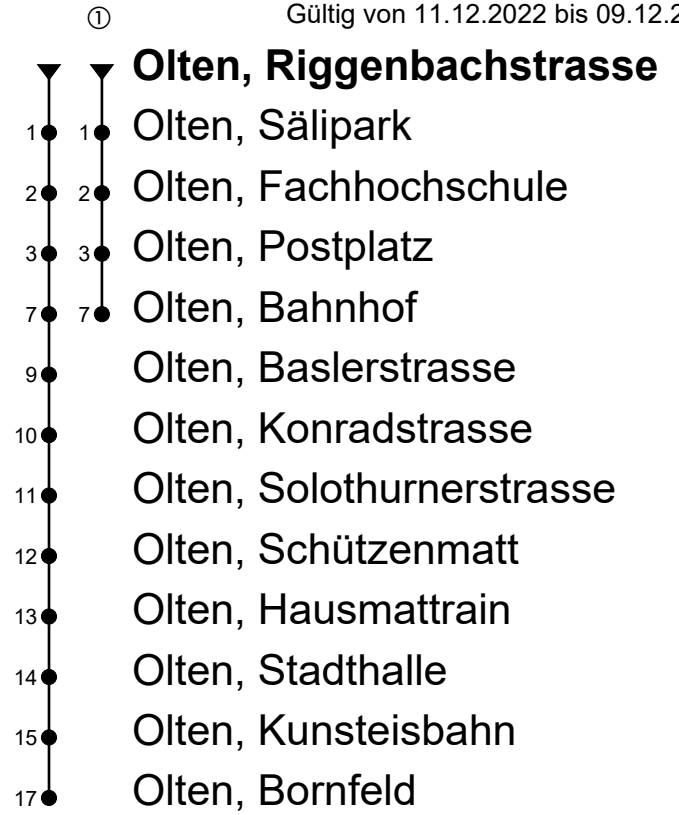 ① Gültig von 11.12.2022 bis 09.12.2
Olten, Riggenbachstrasse
1 1 Olten, Sälipark
2 2 Olten, Fachhochschule
3 3 Olten, Postplatz
7 7 Olten, Bahnhof
9 Olten, Baslerstrasse
10 Olten, Konradstrasse
11 Olten, Solothurnerstrasse
12 Olten, Schützenmatt
13 Olten, Hausmattrain
14 Olten, Stadthalle
15 Olten, Kunsteisbahn
17 Olten, Bornfeld